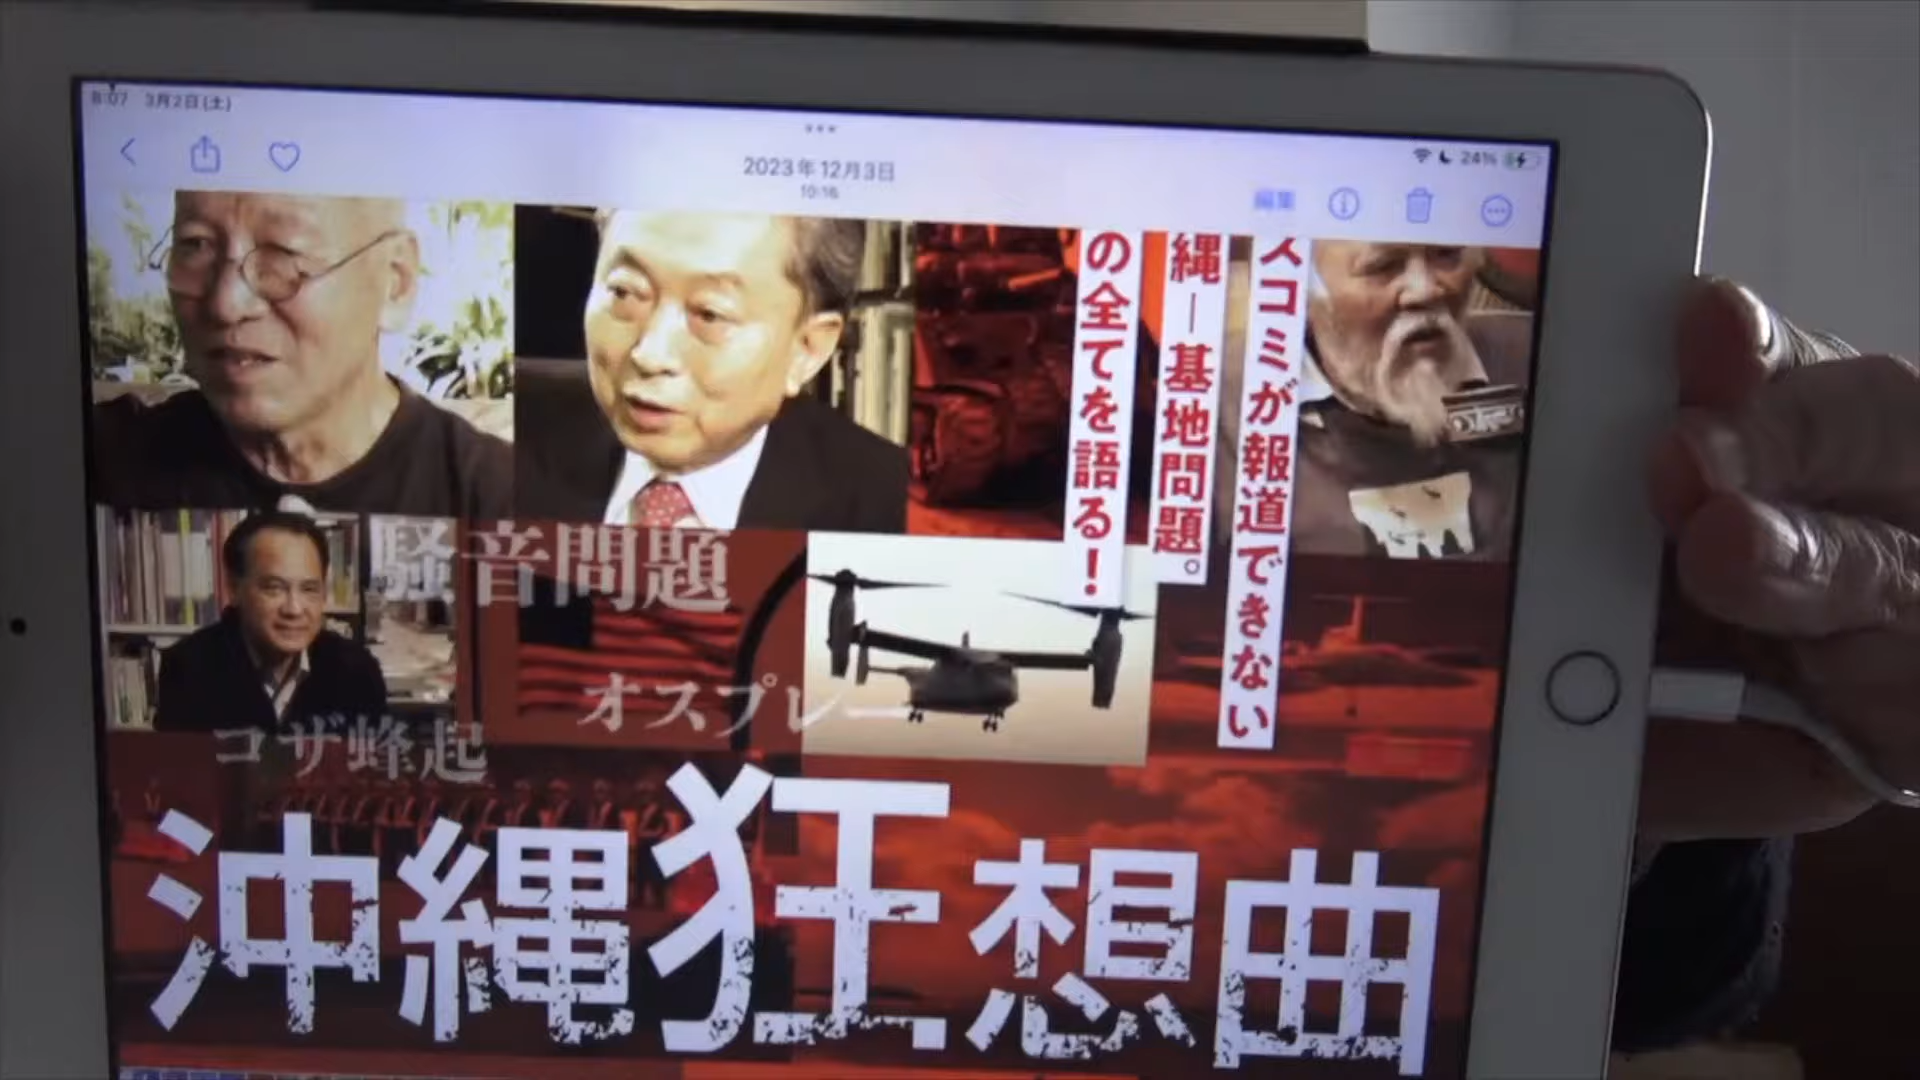 8:07 3月2日(土)
24%
2023年12月3日
10:16
編集
スコミが報道できない
縄—基地問題。
の全てを語る!
騒音問題
オスプレー
コザ蜂起
沖縄狂想曲